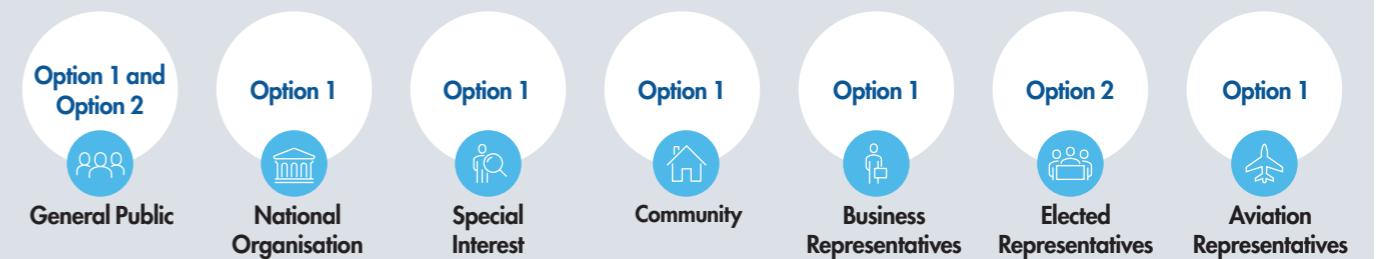 Option 1 and
Option 2
General Public
Option 1
National
Organisation
Option 1
Special
Interest
Option 1
Community
Option 1
Business
Representatives
Option 2
Elected
Representatives
Option 1
Aviation
Representatives